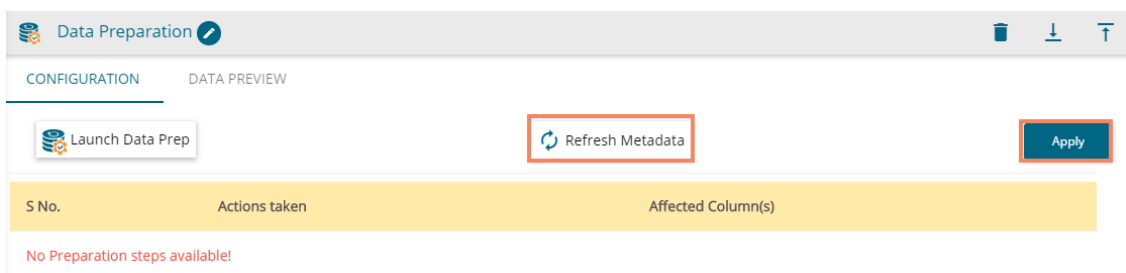 Data Preparation
CONFIGURATION DATA PREVIEW
Launch Data Prep Refresh Metadata Apply
S No. Actions taken Affected Column(s)
No Preparation steps available!